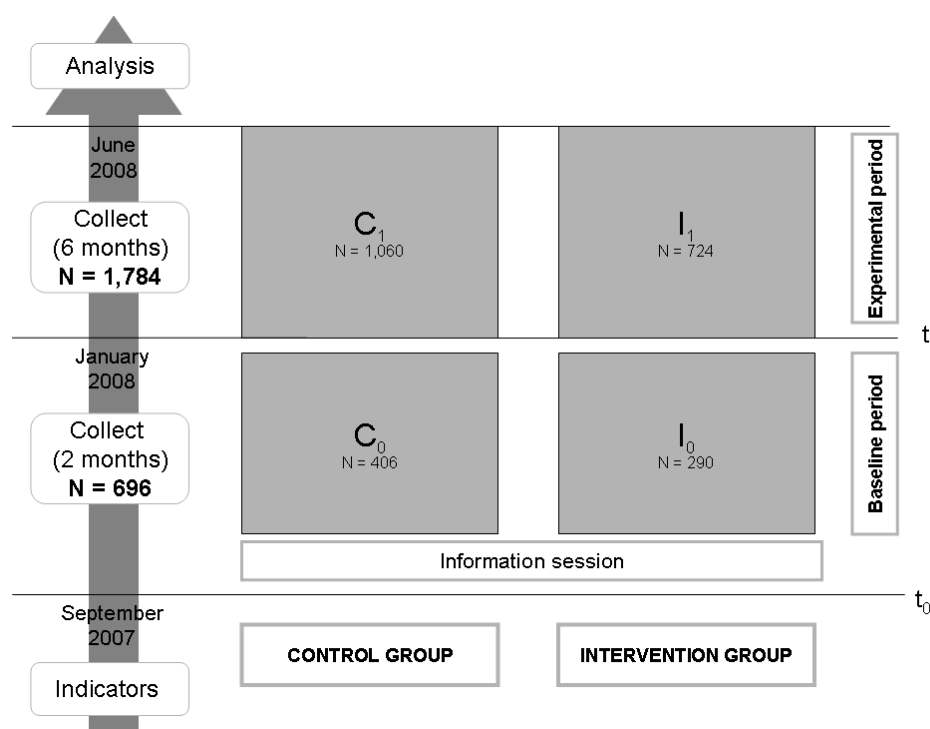 Analysis
June
2008
Collect
(6 months)
N = 1,784
C1
N = 1,060
I1
N = 724
Experimental period
t
January
2008
Collect
(2 months)
N = 696
C0
N = 406
I0
N = 290
Baseline period
Information session
t0
September
2007
Indicators
CONTROL GROUP
INTERVENTION GROUP